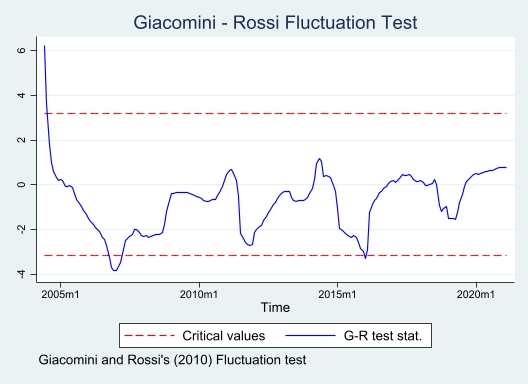 Giacomini - Rossi Fluctuation Test
6
4
2
0
-2
-4
2005m1 2010m1 2015m1 2020m1
Time
Critical values G-R test stat.
Giacomini and Rossi's (2010) Fluctuation test